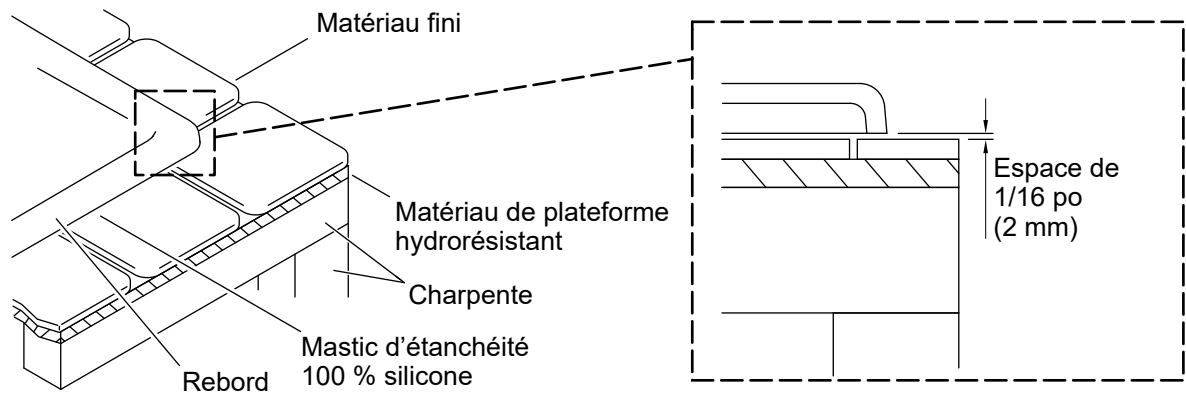 Matériau fini
Matériau de plateforme
hydrorésistant
Charpente
Mastic d’étanchéité
100 % silicone
Rebord
Espace de
1/16 po
(2 mm)